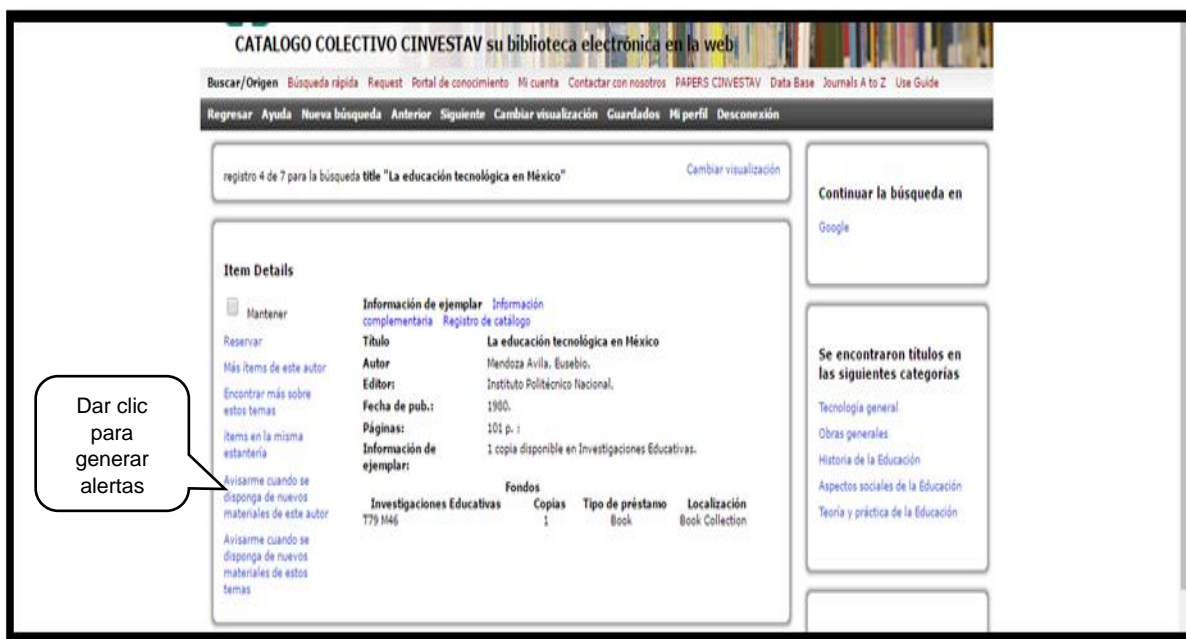 CATALOGO COLECTIVO CINVESTAV su biblioteca electrónica en la web
Buscar/Origen Búsqueda rápida Request Portal de conocimiento Mi cuenta Contactar con nosotros PAPERS CINVESTAV Data Base Journals A to Z Use Guide
Regresar Ayuda Nueva búsqueda Anterior Siguiente Cambiar visualización Guardados Mi perfil Desconexión
registro 4 de 7 para la búsqueda title "La educación tecnológica en México"
Cambiar visualización
Item Details
Mantener
Reservar
Más ítems de este autor
Encontrar más sobre
estos temas
ítems en la misma
estantería
Avisarme cuando se
disponga de nuevos
materiales de este autor
Avisarme cuando se
disponga de nuevos
materiales de estos
temas
Información de ejemplar Información
complementaria Registro de catálogo
Título La educación tecnológica en México
Autor Mendoza Avila, Eusebio.
Editor: Instituto Politécnico Nacional,
Fecha de pub.: 1980.
Páginas: 101 p. :
Información de 1 copia disponible en Investigaciones Educativas.
ejemplar:
Fondos
Investigaciones Educativas Copias Tipo de préstamo Localización
T79 M46 1 Book Book Collection
Continuar la búsqueda en
Google
Se encontraron títulos en
las siguientes categorías
Tecnología general
Obras generales
Historia de la Educación
Aspectos sociales de la Educación
Teoría y práctica de la Educación
Dar clic
para
generar
alertas